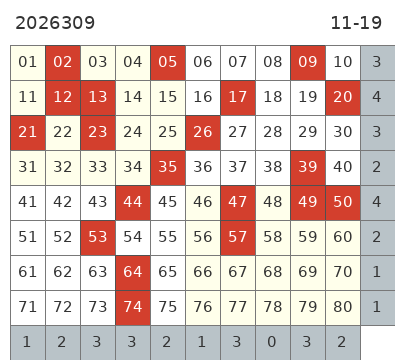 2026309 11-19
01 02 03 04 05 06 07 08 09 10 3
11 12 13 14 15 16 17 18 19 20 4
21 22 23 24 25 26 27 28 29 30 3
31 32 33 34 35 36 37 38 39 40 2
41 42 43 44 45 46 47 48 49 50 4
51 52 53 54 55 56 57 58 59 60 2
61 62 63 64 65 66 67 68 69 70 1
71 72 73 74 75 76 77 78 79 80 1
1 2 3 3 2 1 3 0 3 2